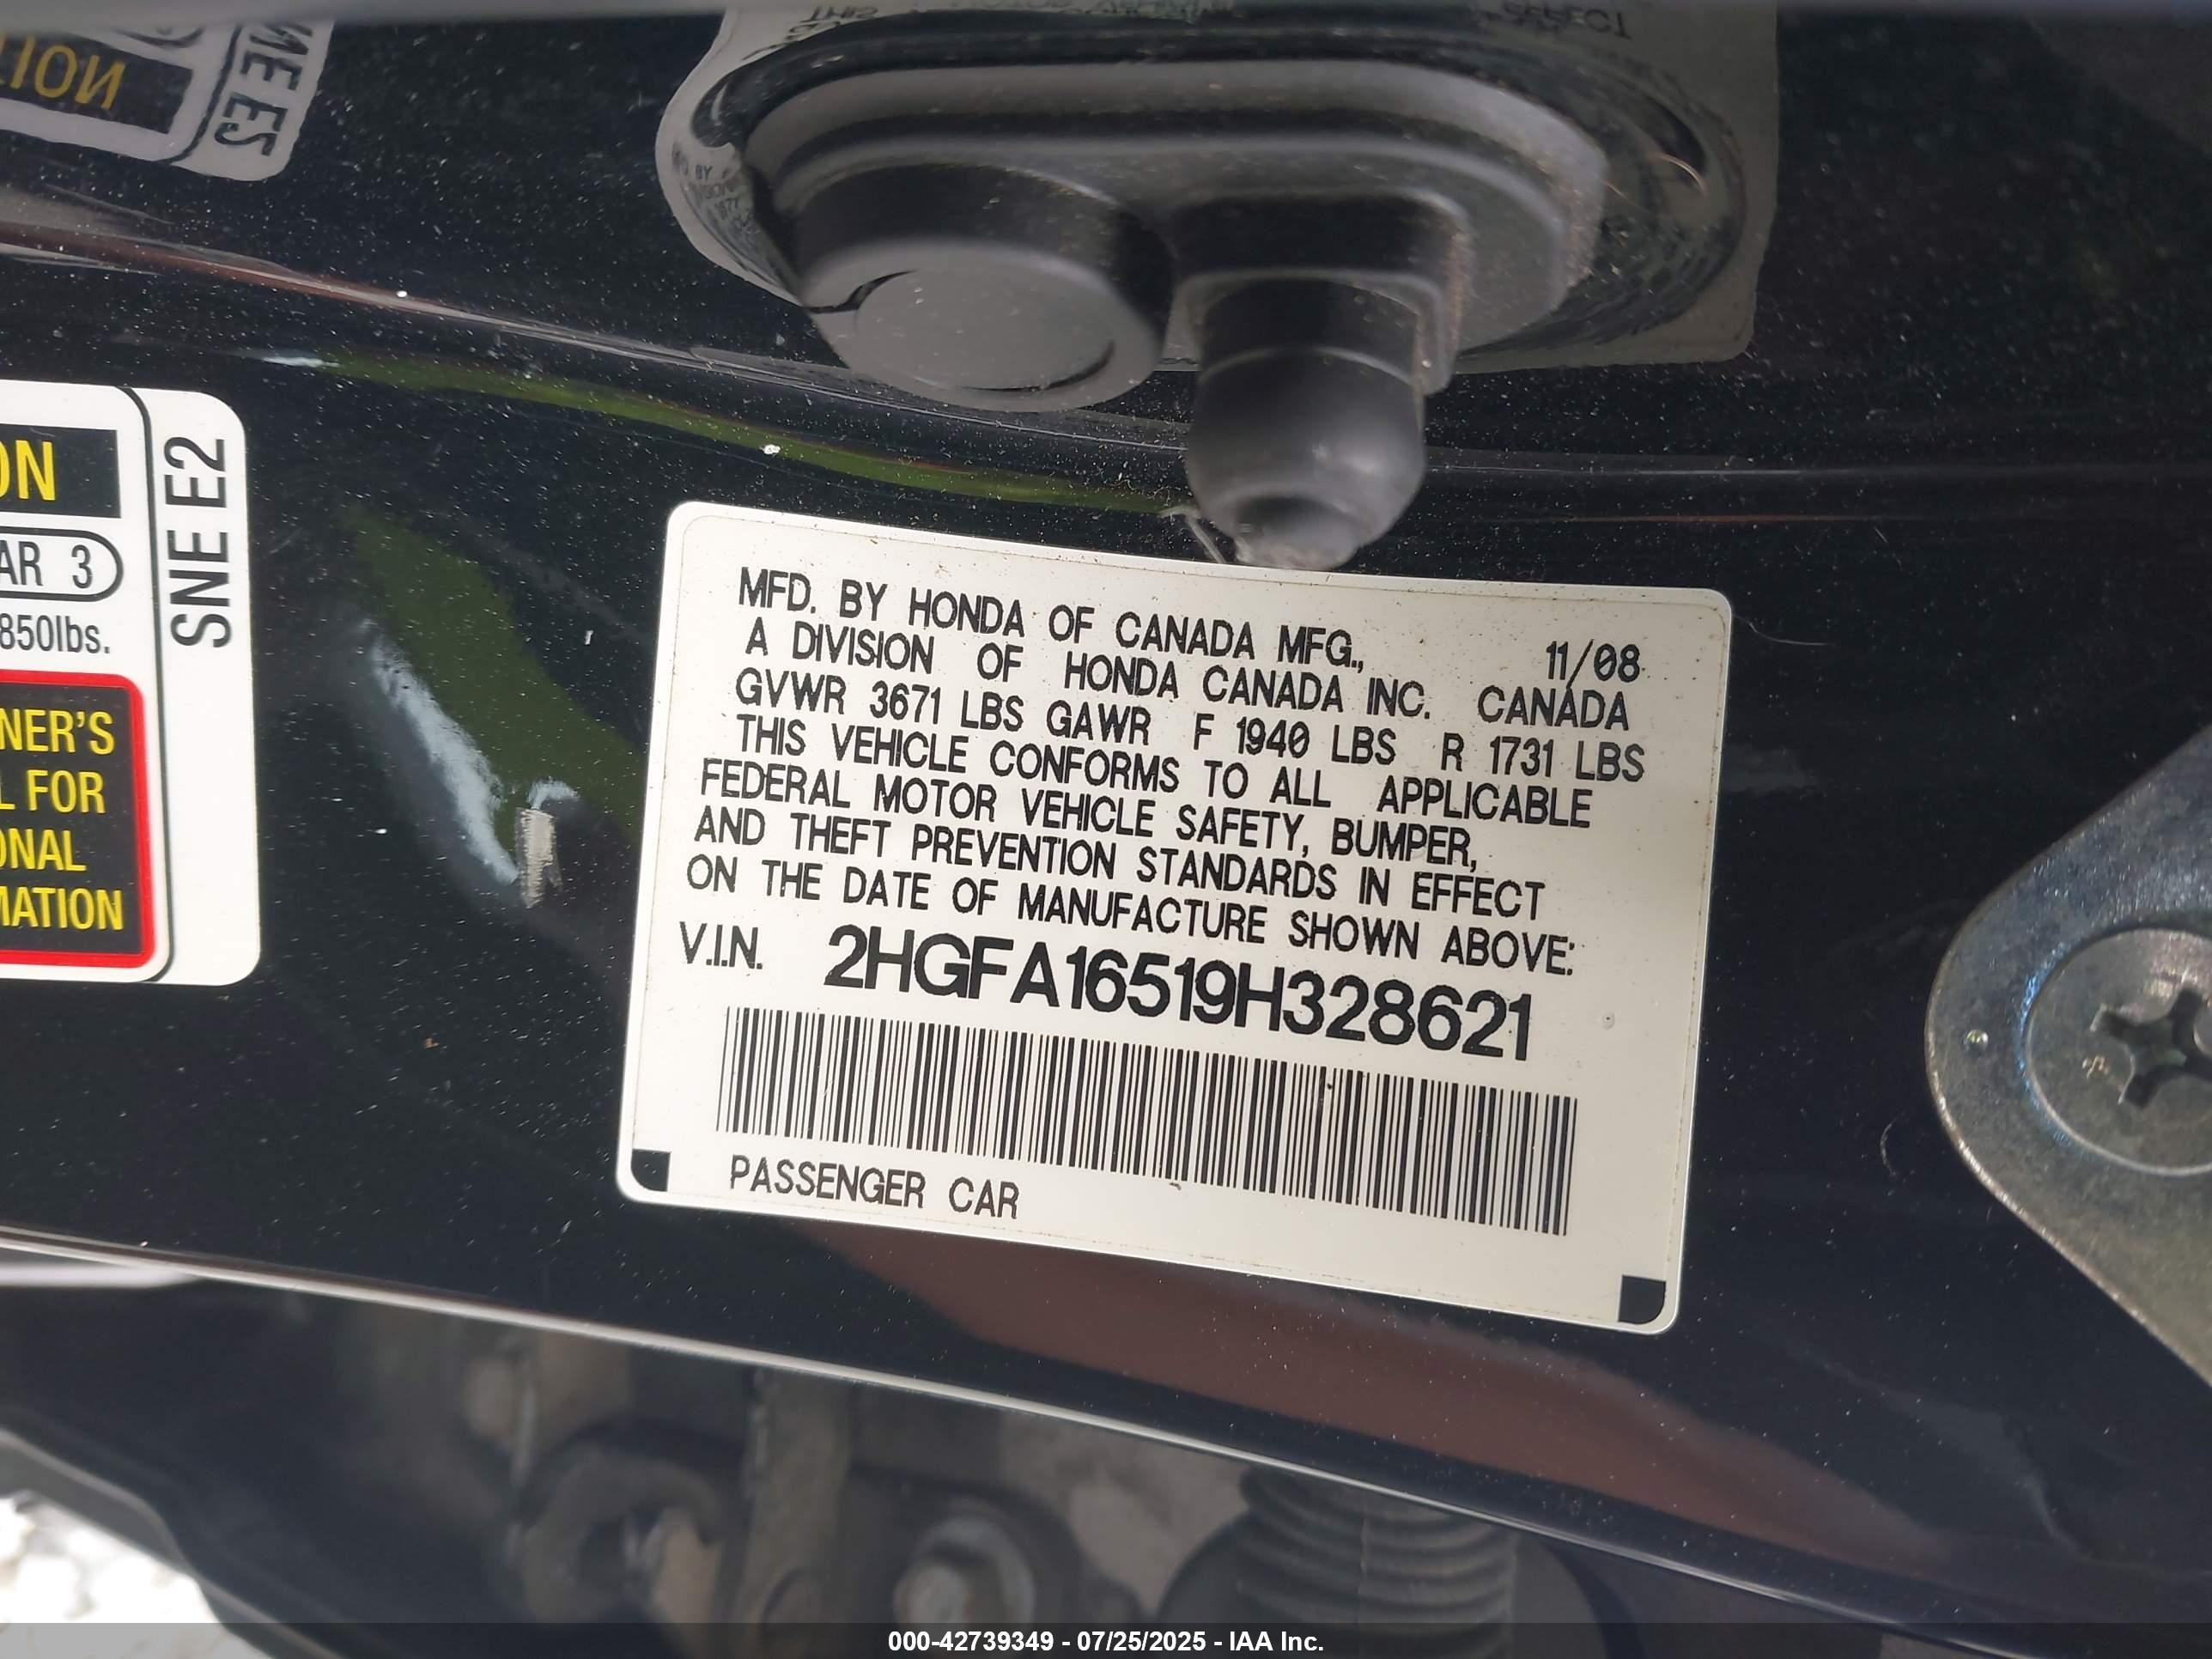 ON
AR 3
850lbs.
NER'S
L FOR
ONAL
MATION
SNE E2
MFD. BY HONDA OF CANADA MFG., 11/08
A DIVISION OF HONDA CANADA INC. CANADA
GVWR 3671 LBS GAWR F 1940 LBS R 1731 LBS
THIS VEHICLE CONFORMS TO ALL APPLICABLE
FEDERAL MOTOR VEHICLE SAFETY, BUMPER,
AND THEFT PREVENTION STANDARDS IN EFFECT
ON THE DATE OF MANUFACTURE SHOWN ABOVE:
V.I.N. 2HGFA16519H328621
PASSENGER CAR
000-42739349 - 07/25/2025 - IAA Inc.